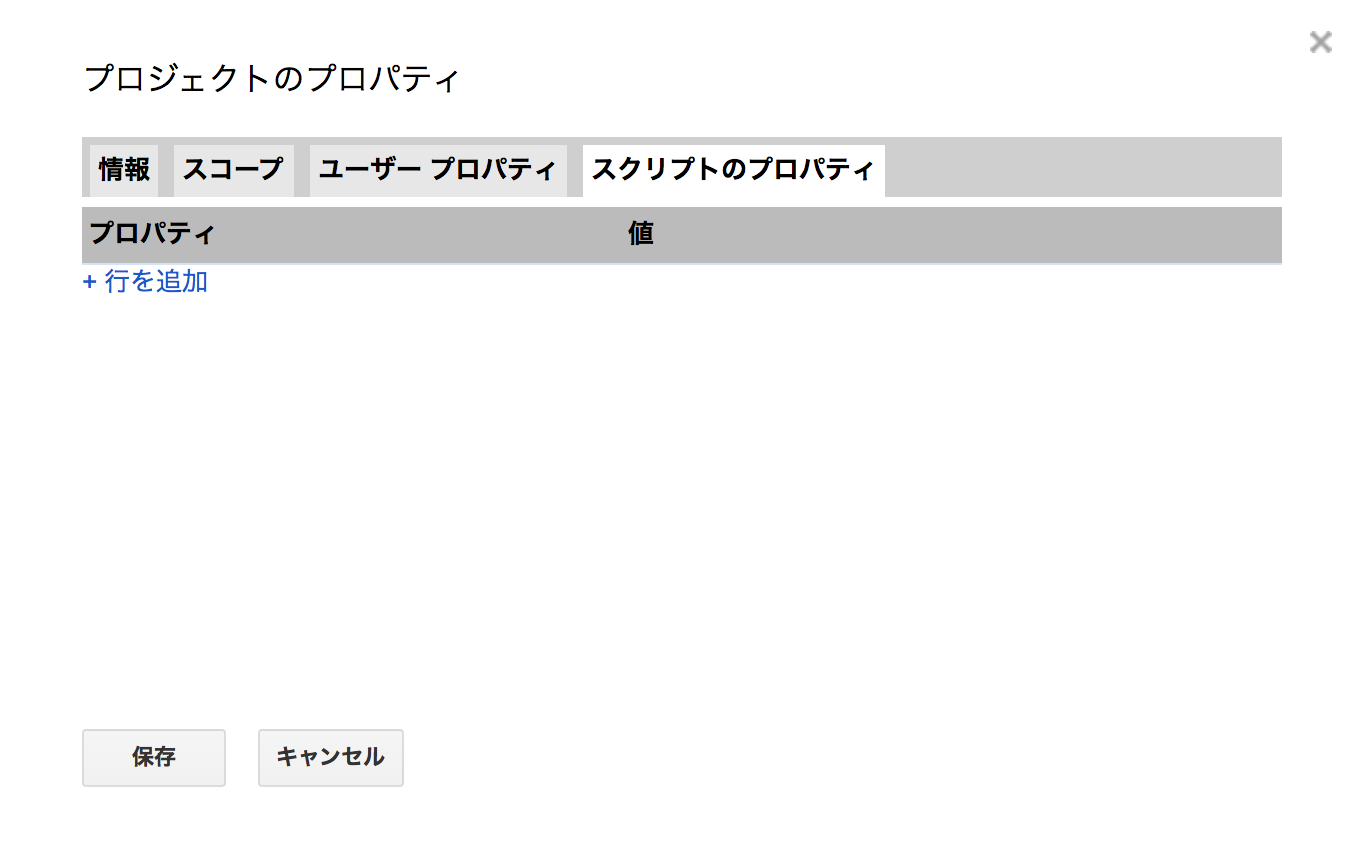 プロジェクトのプロパティ
情報 スコープ ユーザー プロパティ スクリプトのプロパティ
プロパティ 値
+ 行を追加
保存 キャンセル